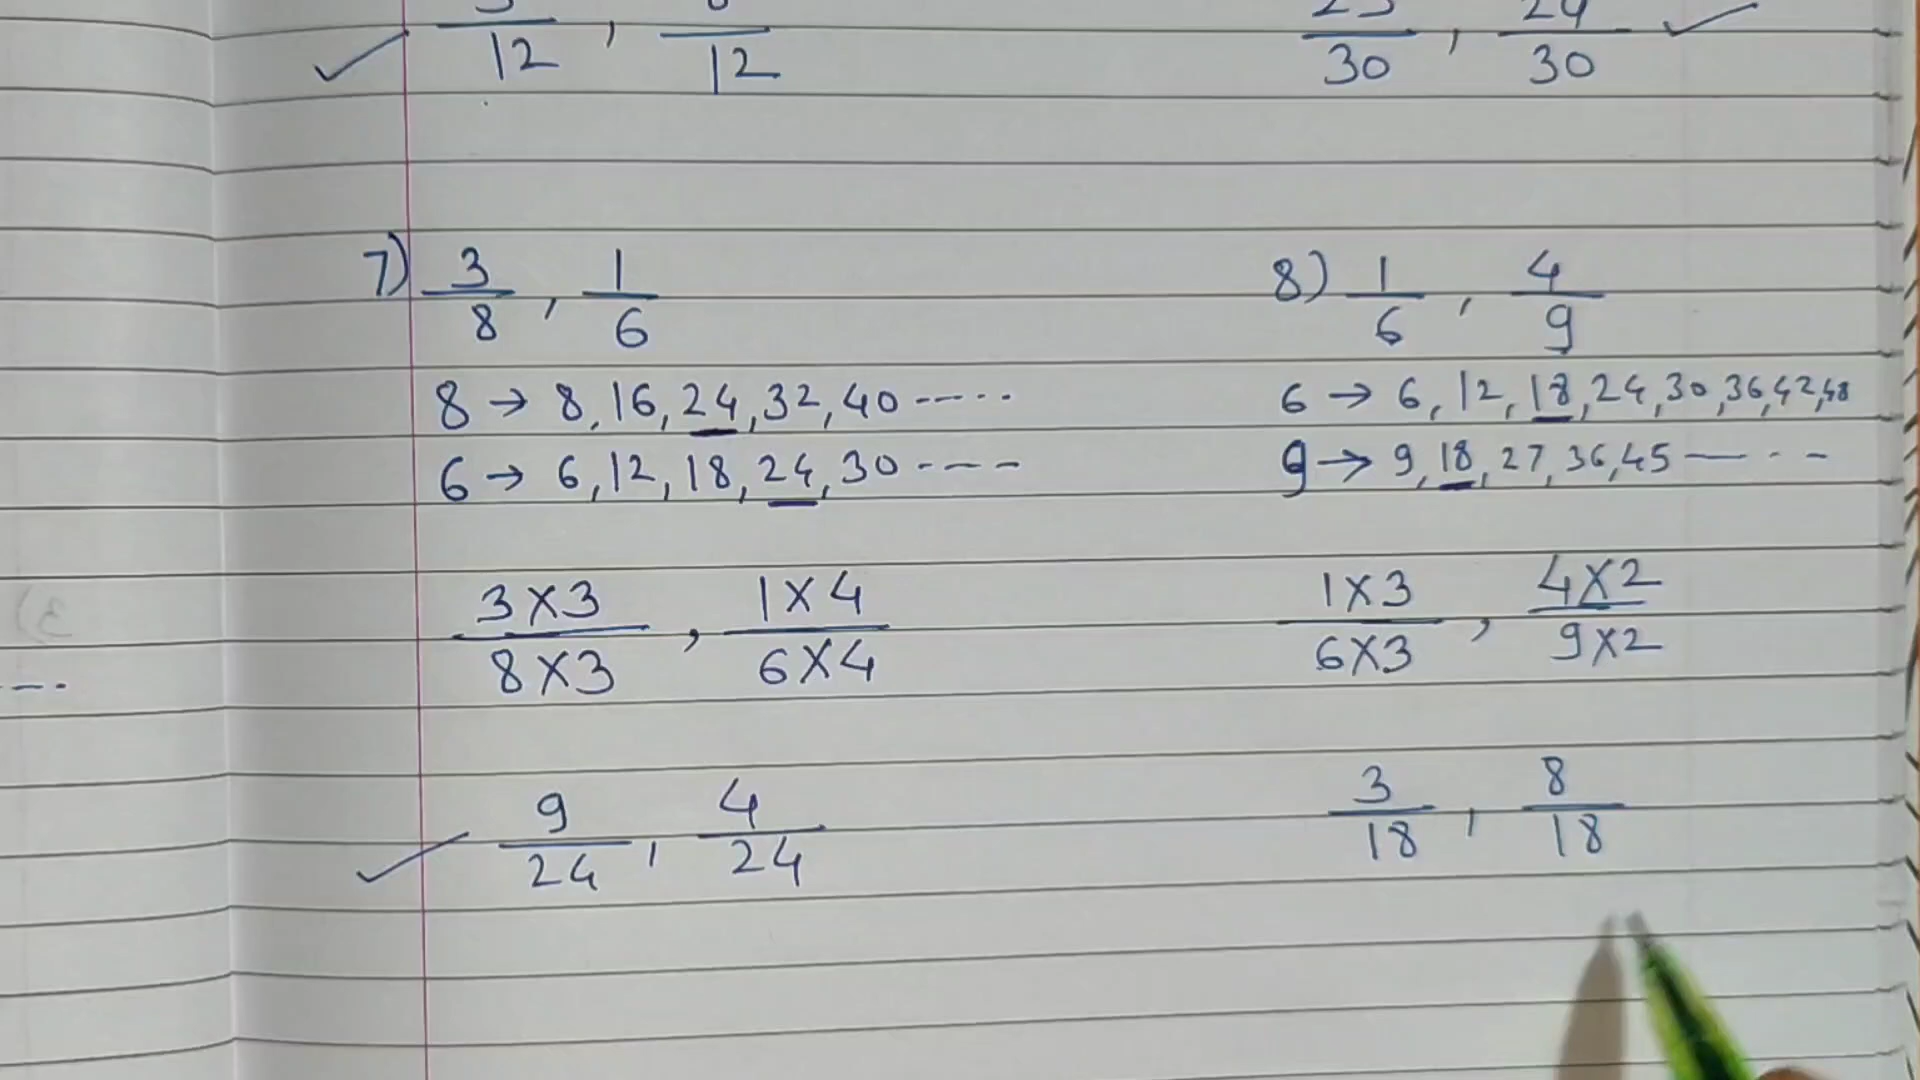 12 , 12
30 , 30
7) 3/8 , 1/6
8 → 8, 16, 24, 32, 40 -----
6 → 6, 12, 18, 24, 30 ----
3×3/8×3 , 1×4/6×4
9/24 , 4/24
8) 1/6 , 4/9
6 → 6, 12, 18, 24, 30, 36, 42, 48
9 → 9, 18, 27, 36, 45 — - - -
1×3/6×3 , 4×2/9×2
3/18 , 8/18